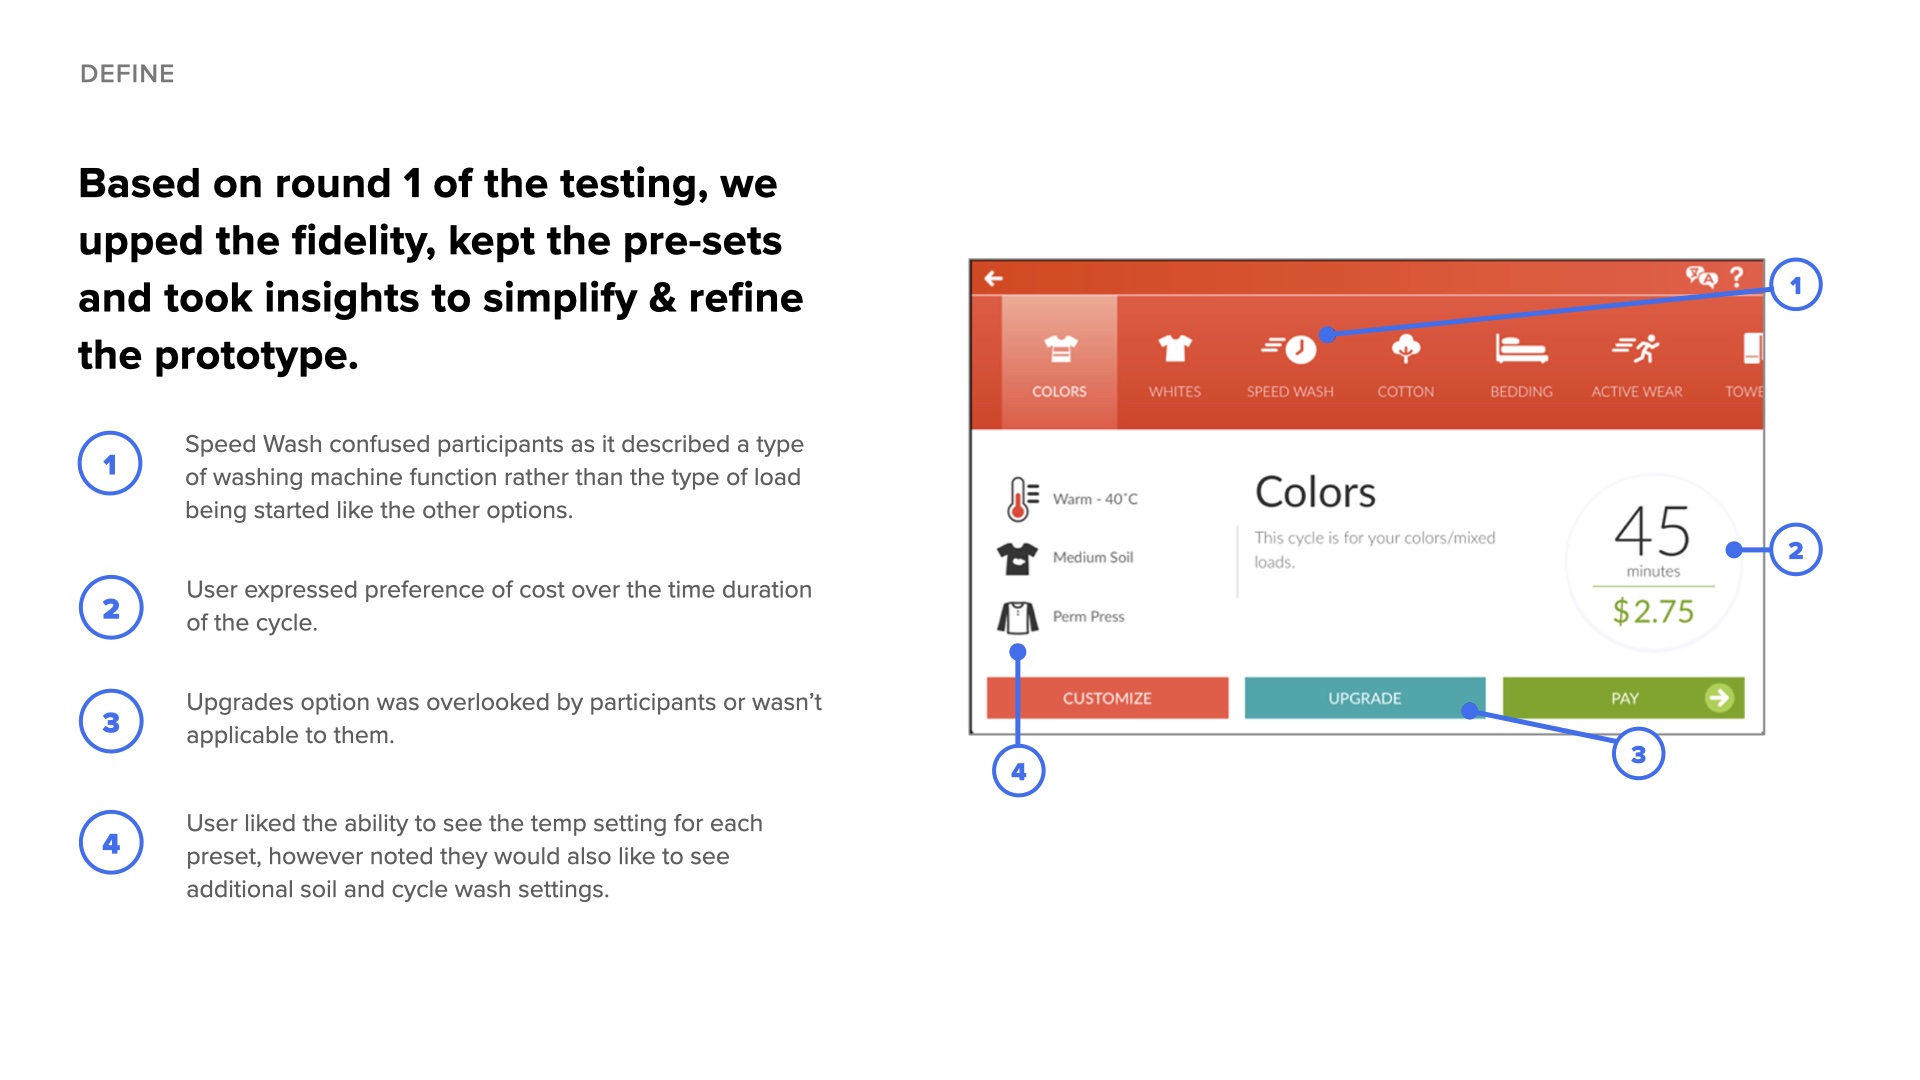 DEFINE
Based on round 1 of the testing, we
upped the fidelity, kept the pre-sets
and took insights to simplify & refine
the prototype.
1
Speed Wash confused participants as it described a type
of washing machine function rather than the type of load
being started like the other options.
2
User expressed preference of cost over the time duration
of the cycle.
3
Upgrades option was overlooked by participants or wasn’t
applicable to them.
4
User liked the ability to see the temp setting for each
preset, however noted they would also like to see
additional soil and cycle wash settings.
?
1
COLORS
WHITES
SPEED WASH
COTTON
BEDDING
ACTIVE WEAR
TOWE
Warm - 40°C
Medium Soil
Perm Press
Colors
This cycle is for your colors/mixed
loads.
45
minutes
$2.75
2
CUSTOMIZE
UPGRADE
PAY
3
4